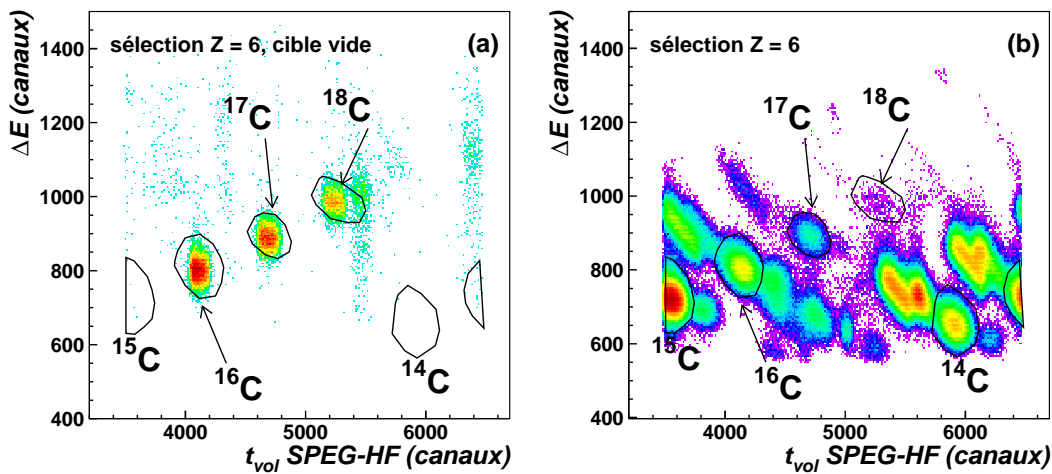 ΔE (canaux)
1400
1200
1000
800
600
400
sélection Z = 6, cible vide
(a)
17C
18C
15C
16C
14C
4000
5000
6000
t_vol SPEG-HF (canaux)
ΔE (canaux)
1400
1200
1000
800
600
400
sélection Z = 6
(b)
17C
18C
15C
16C
14C
4000
5000
6000
t_vol SPEG-HF (canaux)